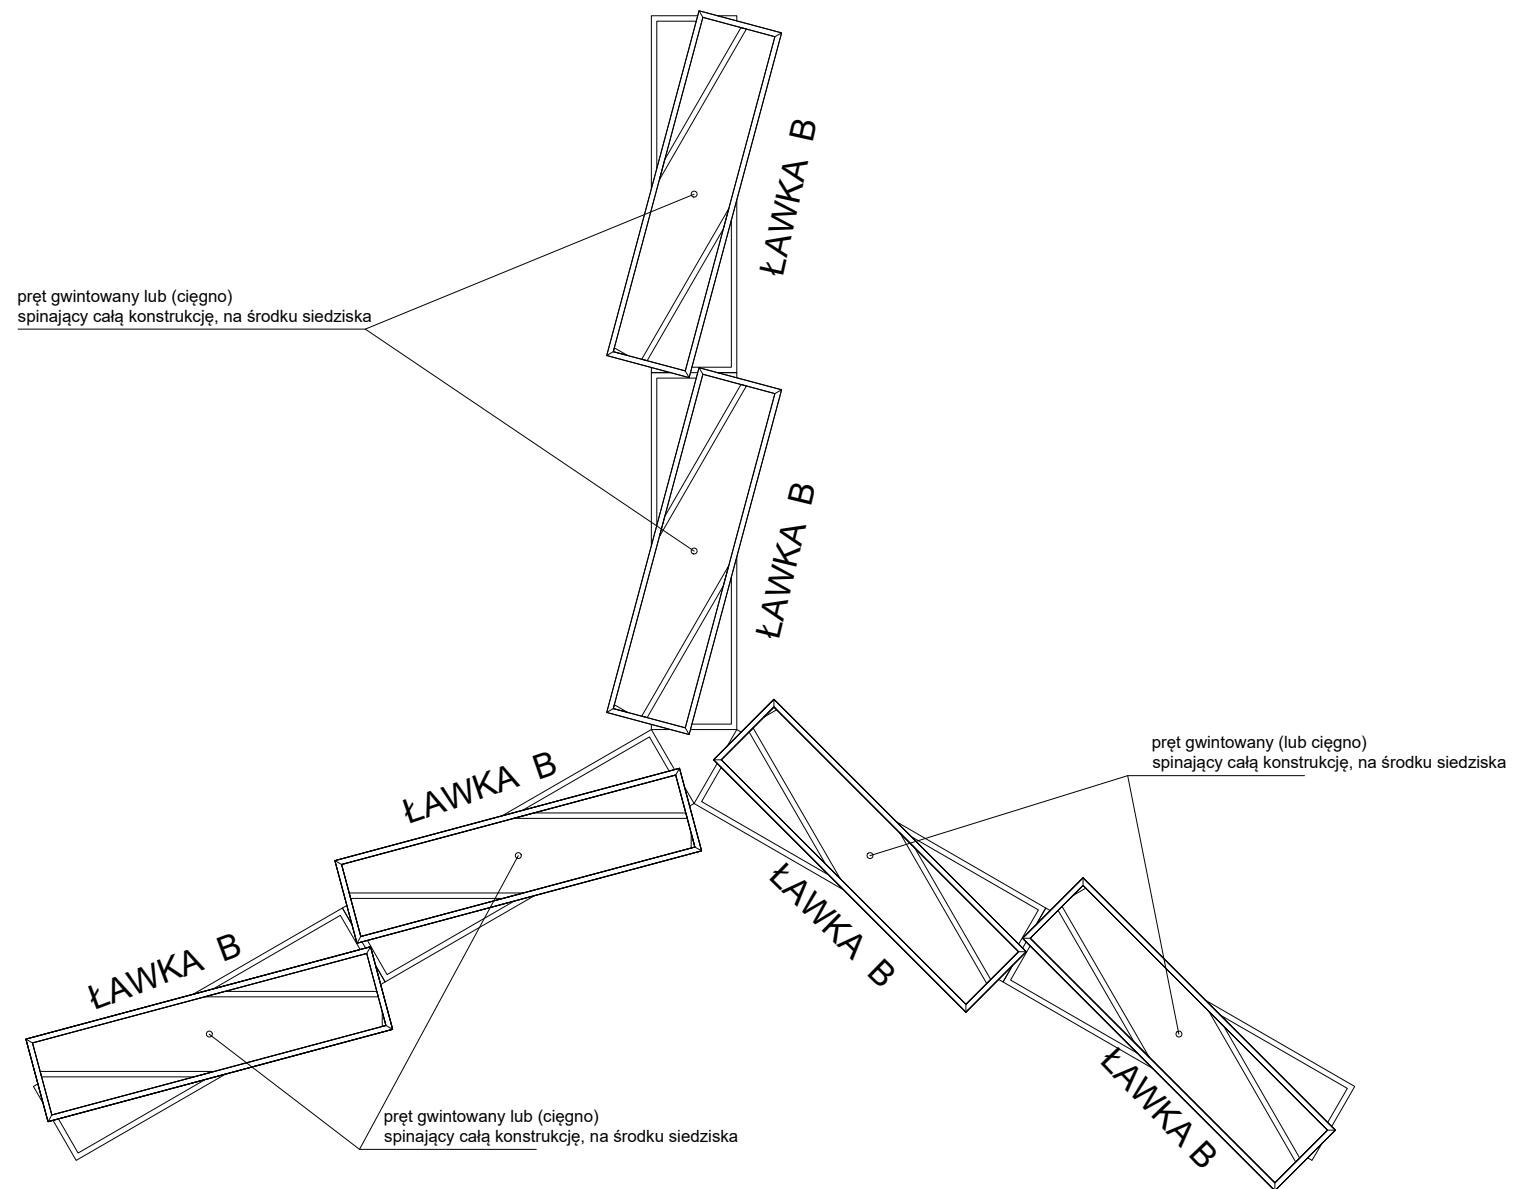 ŁAWKA B
pręt gwintowany lub (cięgno)
spinający całą konstrukcję, na środku siedziska
ŁAWKA B
pręt gwintowany (lub cięgno)
spinający całą konstrukcję, na środku siedziska
ŁAWKA B
ŁAWKA B
ŁAWKA B
ŁAWKA B
pręt gwintowany lub (cięgno)
spinający całą konstrukcję, na środku siedziska